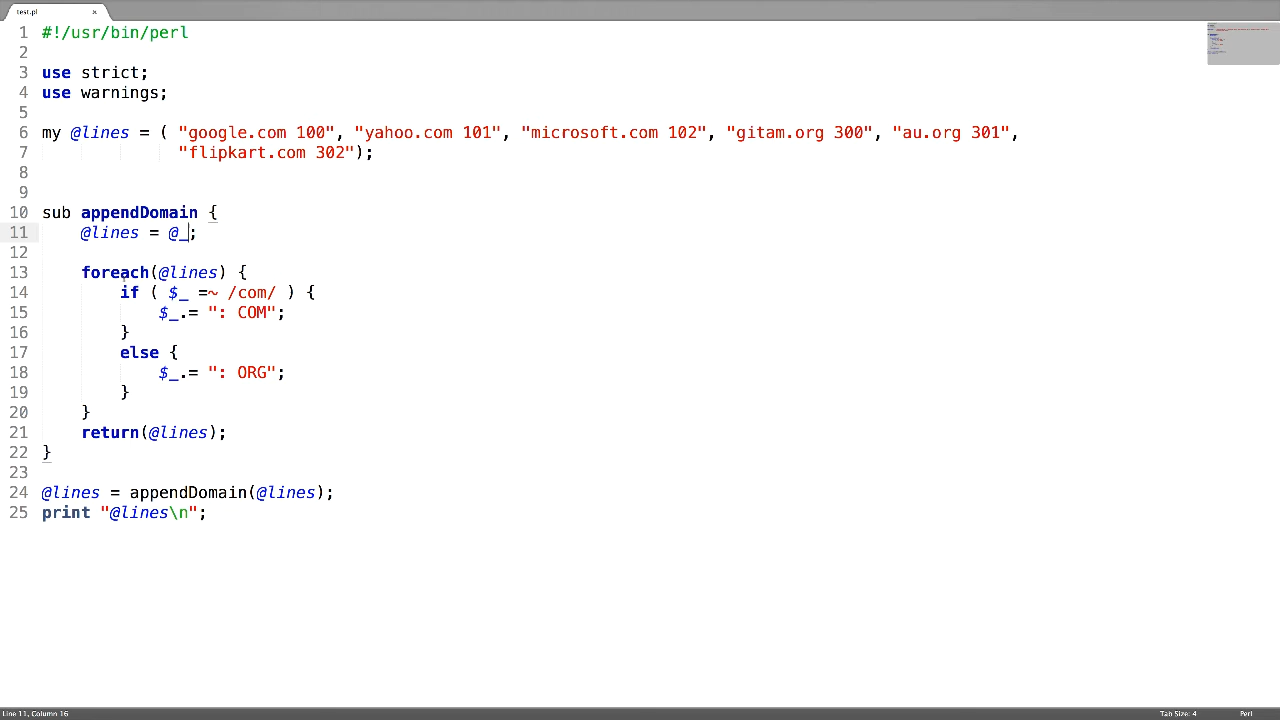 test.pl ×
1 #!/usr/bin/perl
2
3 use strict;
4 use warnings;
5
6 my @lines = ( "google.com 100", "yahoo.com 101", "microsoft.com 102", "gitam.org 300", "au.org 301",
7 "flipkart.com 302");
8
9
10 sub appendDomain {
11 @lines = @_;
12
13 foreach(@lines) {
14 if ( $_ =~ /com/ ) {
15 $_.= ": COM";
16 }
17 else {
18 $_.= ": ORG";
19 }
20 }
21 return(@lines);
22 }
23
24 @lines = appendDomain(@lines);
25 print "@lines\n";
Line 11, Column 16 Tab Size: 4 Perl